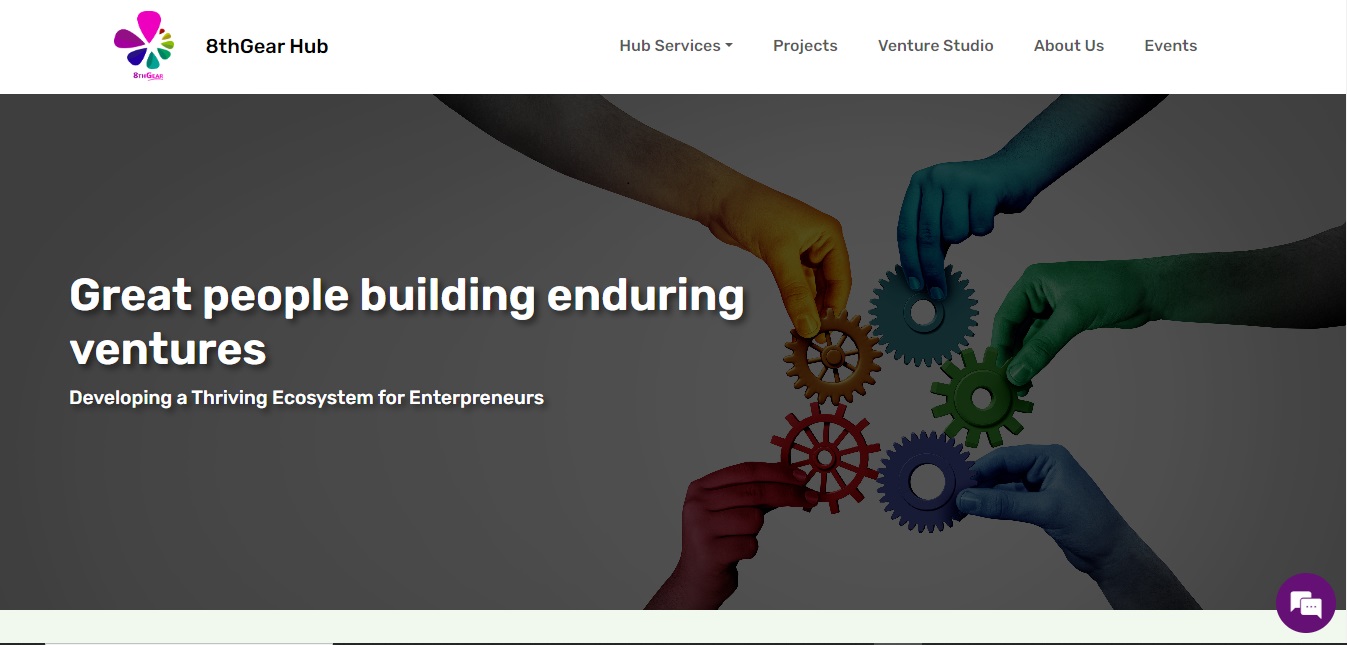 8THGEAR
8thGear Hub
Hub Services
Projects
Venture Studio
About Us
Events
Great people building enduring
ventures
Developing a Thriving Ecosystem for Enterpreneurs